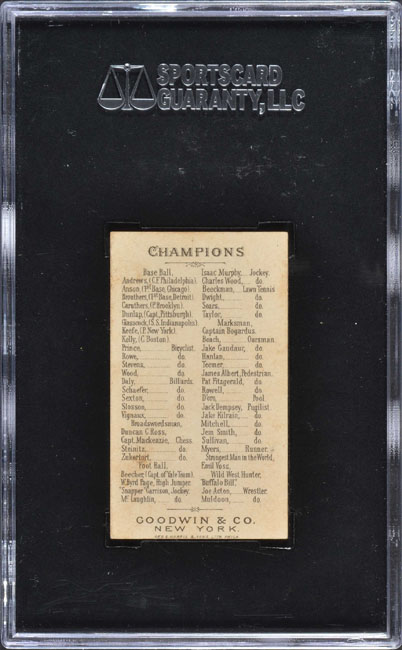 SPORTSCARD
GUARANTY, LLC
CHAMPIONS
Base Ball.
Andrews, (C.F. Philadelphia).
Anson, (1st Base, Chicago).
Brouthers, (1st Base, Detroit).
Caruthers, (P. Brooklyn).
Dunlap, (Capt. Pittsburgh).
Glasscock, (S.S. Indianapolis).
Keefe, (P. New York).
Kelly, (C. Boston).
Prince, Bicyclist.
Rowe, do.
Stevens, do.
Wood, do.
Daly, Billiards.
Schaefer, do.
Sexton, do.
Slosson, do.
Vignaux, do.
Broadswordsman,
Duncan C. Ross,
Capt. Mackenzie, Chess.
Steinitz, do.
Zukertort, do.
Foot Ball.
Beecher, (Capt. of Yale Team).
W. Byrd Page, High Jumper.
"Snapper" Garrison, Jockey.
Mc Laughlin, do.
Isaac Murphy, Jockey.
Charles Wood, do.
Beeckman, Lawn Tennis
Dwight, do.
Sears, do.
Taylor, do.
Marksman,
Captain Bogardus.
Beach, Oarsman.
Jake Gaudaur, do.
Hanlan, do.
Teemer, do.
James Albert, Pedestrian.
Pat Fitzgerald, do.
Rowell, do.
D'oro, Pool
Jack Dempsey, Pugilist
Jake Kilrain, do.
Mitchell, do.
Jem Smith, do.
Sullivan, do.
Myers, Runner
Strongest Man in the World,
Emil Voss,
Wild West Hunter,
"Buffalo Bill".
Joe Acton, Wrestler
Muldoon, do.
GOODWIN & CO.
NEW YORK.